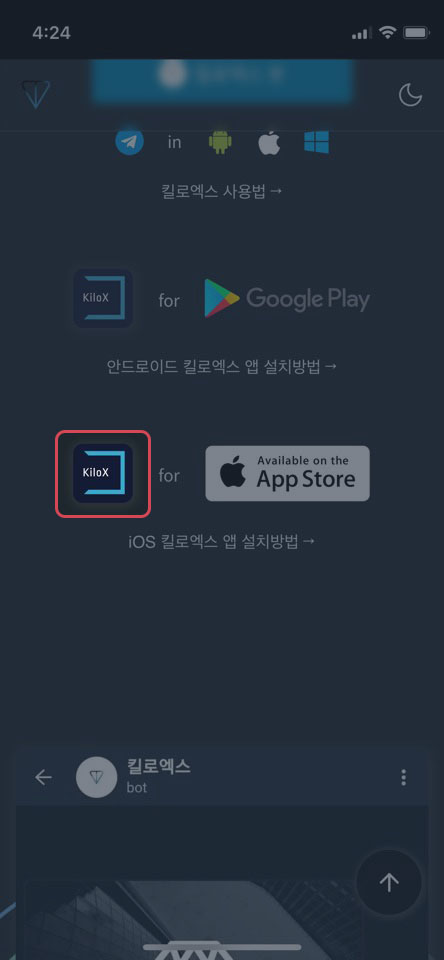 4:24
in
킬로엑스 사용법 →
KiloX for Google Play
안드로이드 킬로엑스 앱 설치방법 →
KiloX for Available on the
App Store
iOS 킬로엑스 앱 설치방법 →
킬로엑스
bot